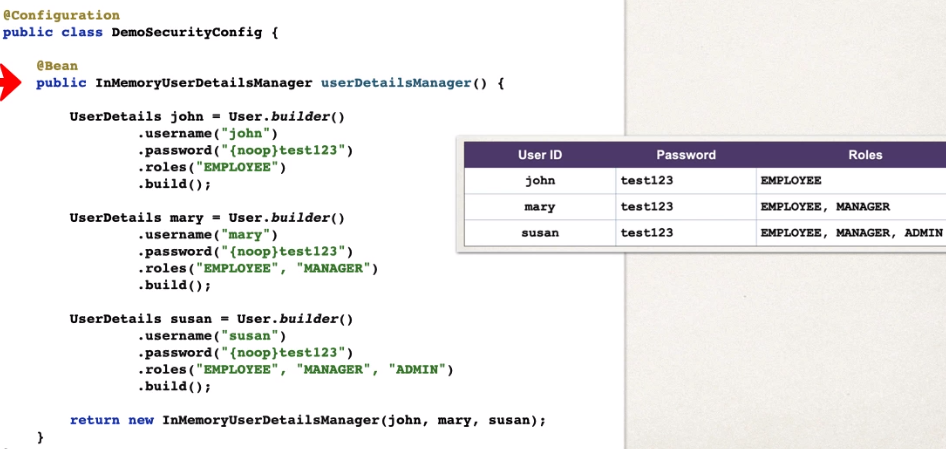 @Configuration
public class DemoSecurityConfig {
@Bean
public InMemoryUserDetailsManager userDetailsManager() {
UserDetails john = User.builder()
.username("john")
.password("{noop}test123")
.roles("EMPLOYEE")
.build();
UserDetails mary = User.builder()
.username("mary")
.password("{noop}test123")
.roles("EMPLOYEE", "MANAGER")
.build();
UserDetails susan = User.builder()
.username("susan")
.password("{noop}test123")
.roles("EMPLOYEE", "MANAGER", "ADMIN")
.build();
return new InMemoryUserDetailsManager(john, mary, susan);
}
User ID Password Roles
john test123 EMPLOYEE
mary test123 EMPLOYEE, MANAGER
susan test123 EMPLOYEE, MANAGER, ADMIN